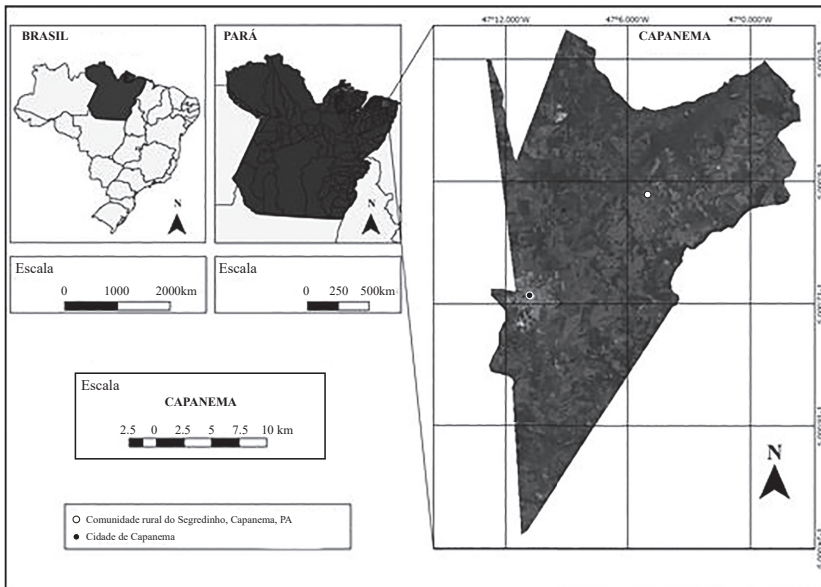 BRASIL
PARÁ
47°12.000'W 47°6.000'W 47°0.000'W
CAPANEMA
N
N
Escala
0 1000 2000km
Escala
0 250 500km
Escala
CAPANEMA
2.5 0 2.5 5 7.5 10 km
N
Comunidade rural do Segredinho, Capanema, PA
Cidade de Capanema